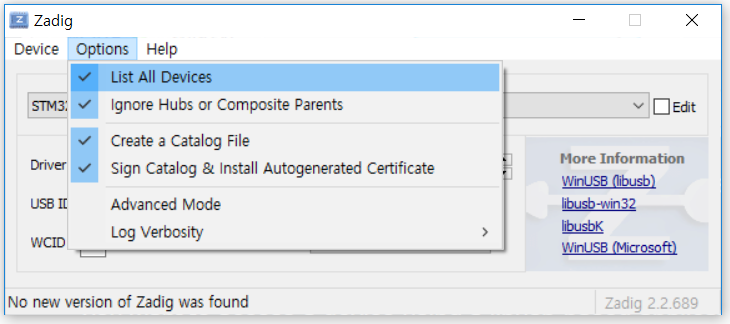 Zadig
Device Options Help
List All Devices
Ignore Hubs or Composite Parents
Create a Catalog File
Sign Catalog & Install Autogenerated Certificate
Advanced Mode
Log Verbosity
STM32
Edit
Driver
USB ID
WCID
More Information
WinUSB (libusb)
libusb-win32
libusbK
WinUSB (Microsoft)
No new version of Zadig was found
Zadig 2.2.689